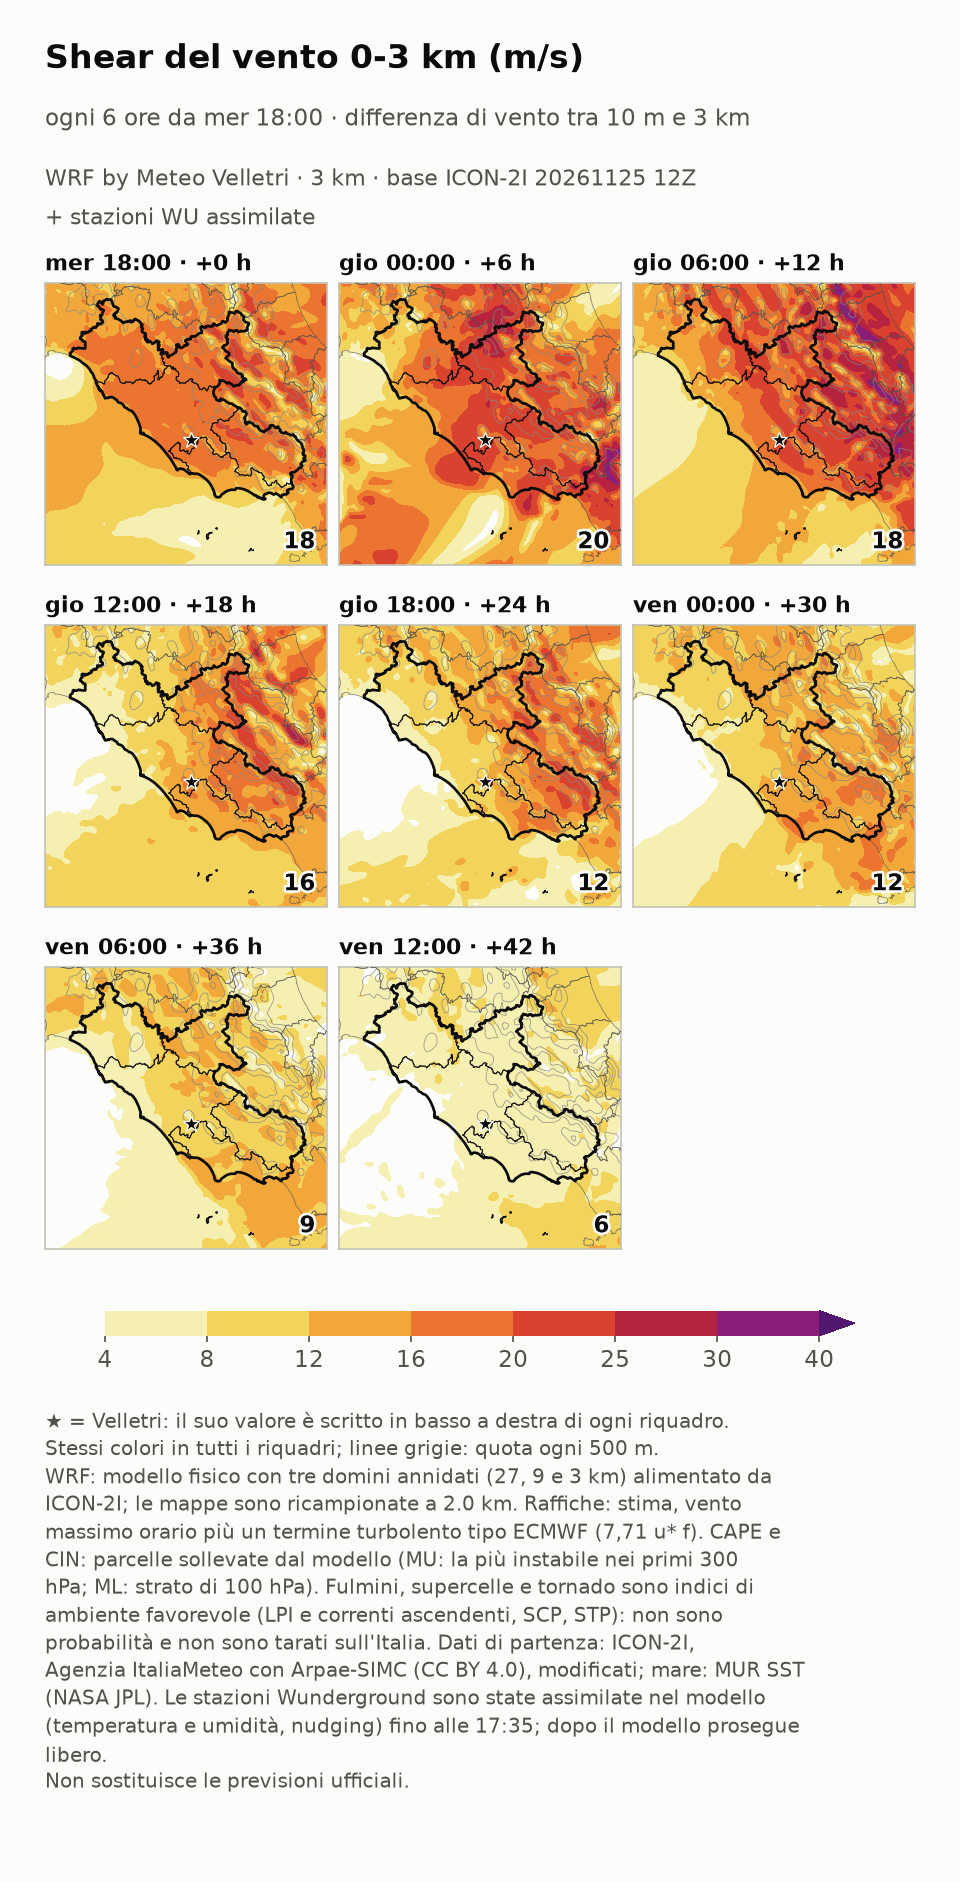 Shear del vento 0-3 km (m/s)
ogni 6 ore da mer 18:00 · differenza di vento tra 10 m e 3 km
WRF by Meteo Velletri · 3 km · base ICON-2I 20261125 12Z
+ stazioni WU assimilate
mer 18:00 · +0 h
gio 00:00 · +6 h
gio 06:00 · +12 h
18
20
18
gio 12:00 · +18 h
gio 18:00 · +24 h
ven 00:00 · +30 h
16
12
12
ven 06:00 · +36 h
ven 12:00 · +42 h
9
6
4 8 12 16 20 25 30 40
★ = Velletri: il suo valore è scritto in basso a destra di ogni riquadro.
Stessi colori in tutti i riquadri; linee grigie: quota ogni 500 m.
WRF: modello fisico con tre domini annidati (27, 9 e 3 km) alimentato da
ICON-2I; le mappe sono ricampionate a 2.0 km. Raffiche: stima, vento
massimo orario più un termine turbolento tipo ECMWF (7,71 u* f). CAPE e
CIN: parcelle sollevate dal modello (MU: la più instabile nei primi 300
hPa; ML: strato di 100 hPa). Fulmini, supercelle e tornado sono indici di
ambiente favorevole (LPI e correnti ascendenti, SCP, STP): non sono
probabilità e non sono tarati sull'Italia. Dati di partenza: ICON-2I,
Agenzia ItaliaMeteo con Arpae-SIMC (CC BY 4.0), modificati; mare: MUR SST
(NASA JPL). Le stazioni Wunderground sono state assimilate nel modello
(temperatura e umidità, nudging) fino alle 17:35; dopo il modello prosegue
libero.
Non sostituisce le previsioni ufficiali.